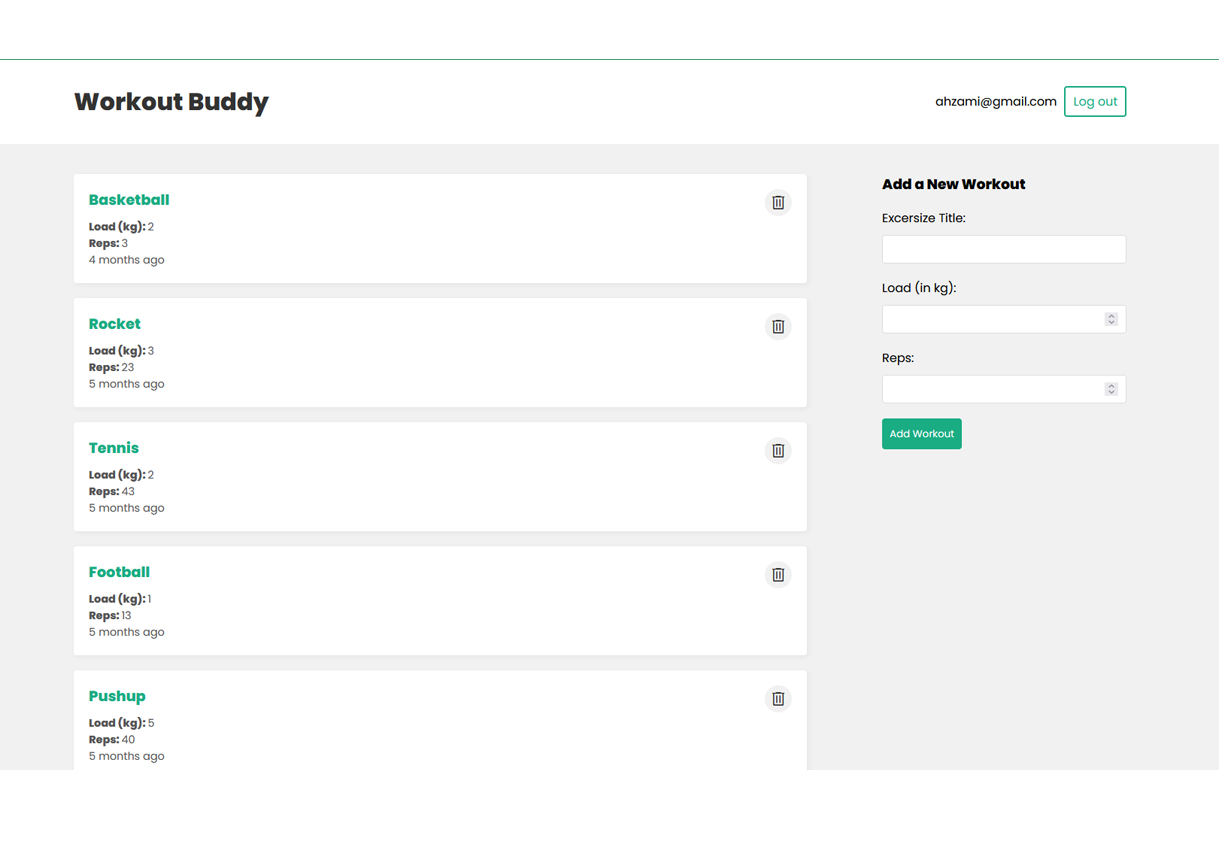 Workout Buddy
ahzami@gmail.com
Log out
Basketball
Load (kg): 2
Reps: 3
4 months ago
Rocket
Load (kg): 3
Reps: 23
5 months ago
Tennis
Load (kg): 2
Reps: 43
5 months ago
Football
Load (kg): 1
Reps: 13
5 months ago
Pushup
Load (kg): 5
Reps: 40
5 months ago
Add a New Workout
Excersize Title:
Load (in kg):
Reps:
Add Workout